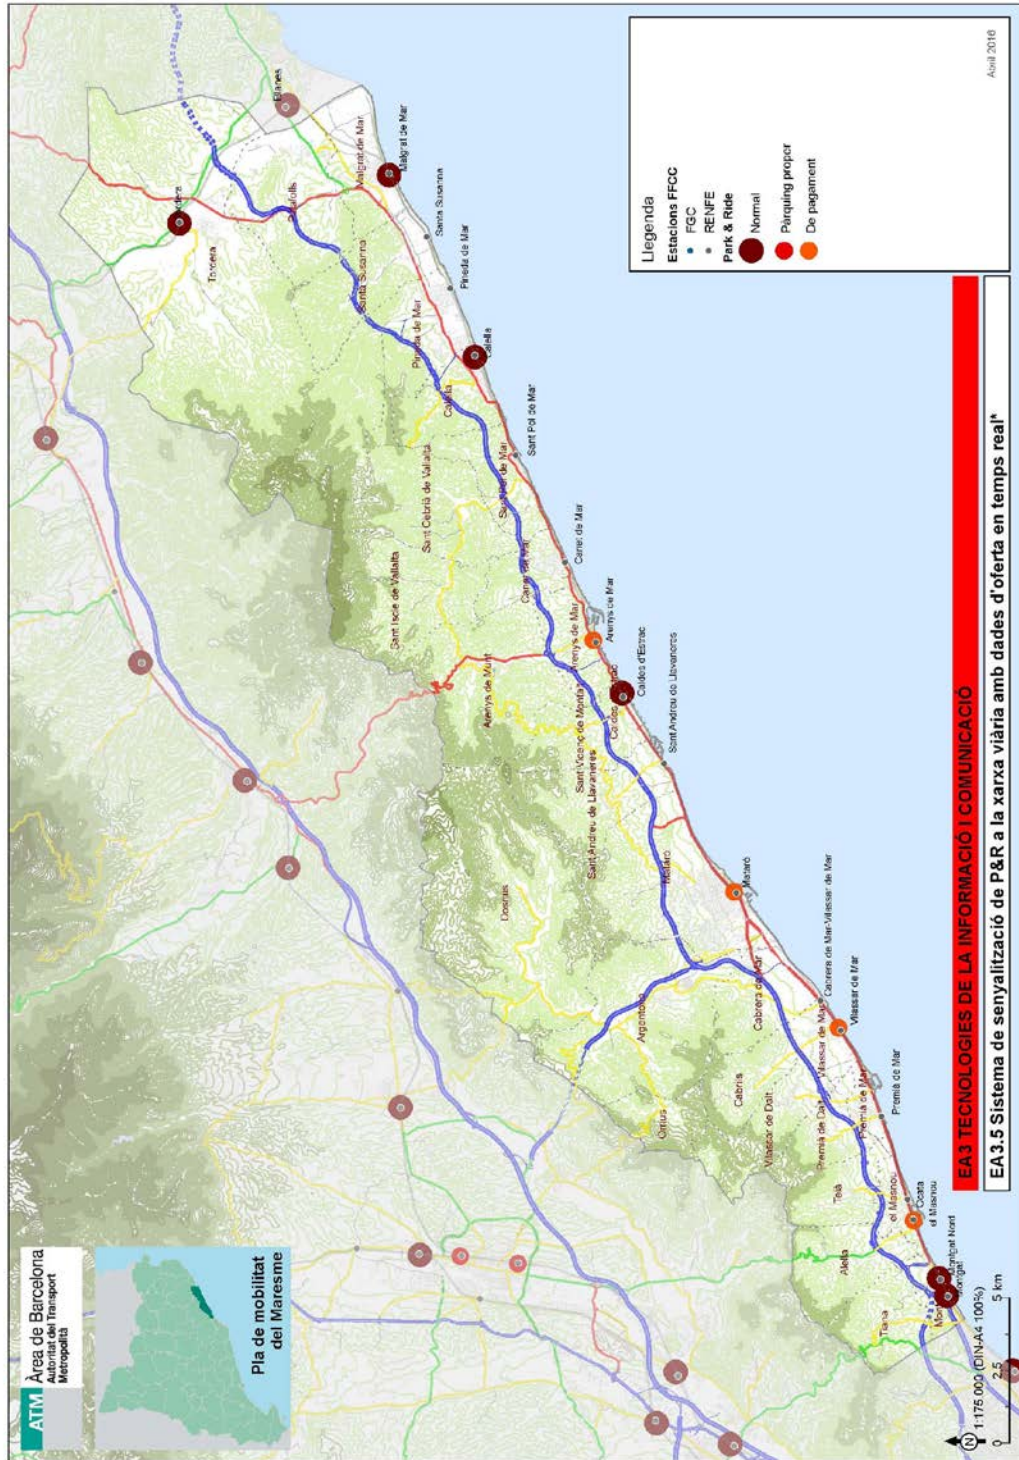 ATM Àrea de Barcelona
Autoritat del Transport
Metropolità
Pla de mobilitat
del Maresme
Blanes
Tordera
Malgrat de Mar
Malgrat de Mar
Palafolls
Santa Susanna
Santa Susanna
Pineda de Mar
Pineda de Mar
Calella
Calella
Sant Pol de Mar
Sant Pol de Mar
Sant Cebrià de Vallalta
Sant Iscle de Vallalta
Canet de Mar
Canet de Mar
Arenys de Mar
Arenys de Mar
Arenys de Munt
Caldes d'Estrac
Caldes d'Estrac
Sant Vicenç de Montalt
Sant Andreu de Llavaneres
Sant Andreu de Llavaneres
Dosrius
Mataró
Mataró
Argentona
Cabrera de Mar
Cabrera de Mar-Vilassar de Mar
Vilassar de Mar
Vilassar de Mar
Òrrius
Cabrils
Vilassar de Dalt
Premià de Dalt
Premià de Mar
Premià de Mar
Teià
el Masnou
Ocata
el Masnou
Alella
Tiana
Montgat Nord
Montgat
Llegenda
Estacions FFCC
FGC
RENFE
Park & Ride
Normal
Pàrquing proper
De pagament
Abril 2016
EA3 TECNOLOGIES DE LA INFORMACIÓ I COMUNICACIÓ
EA3.5 Sistema de senyalització de P&R a la xarxa viària amb dades d'oferta en temps real*
N 1:175.000 (DIN-A4 100%)
0 2,5 5 km